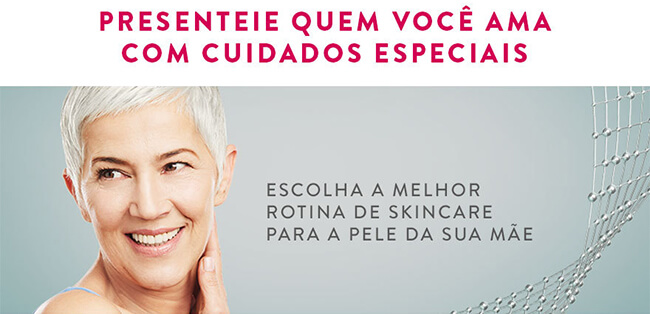 PRESENTEIE QUEM VOCÊ AMA
COM CUIDADOS ESPECIAIS
ESCOLHA A MELHOR
ROTINA DE SKINCARE
PARA A PELE DA SUA MÃE